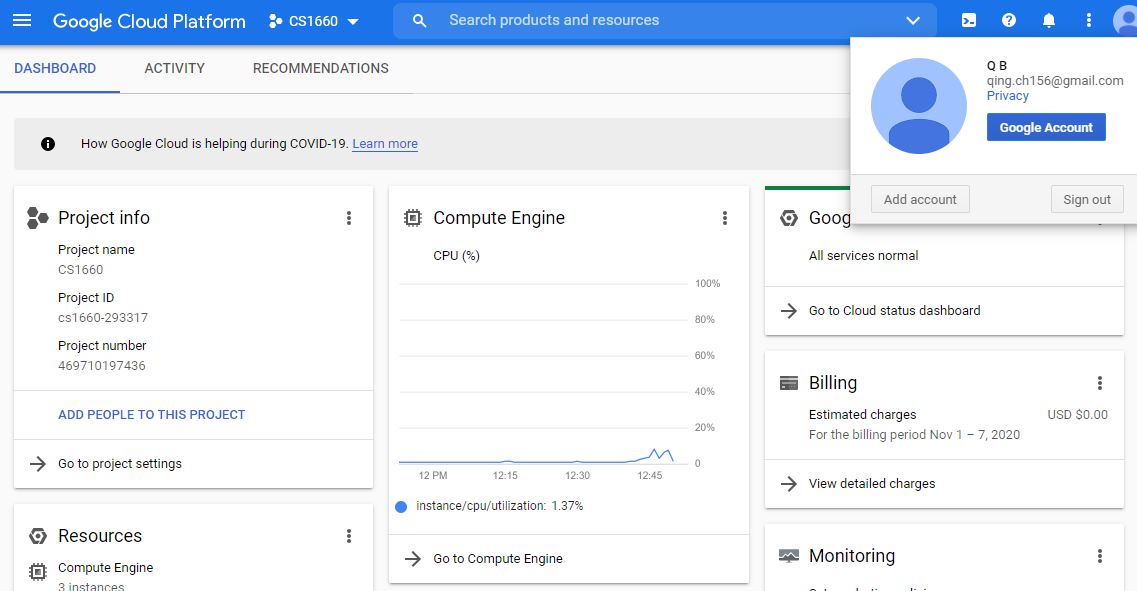 Google Cloud Platform
CS1660
Search products and resources
DASHBOARD
ACTIVITY
RECOMMENDATIONS
Q B
qing.ch156@gmail.com
Privacy
Google Account
Add account
Sign out
How Google Cloud is helping during COVID-19. Learn more
Project info
Project name
CS1660
Project ID
cs1660-293317
Project number
469710197436
ADD PEOPLE TO THIS PROJECT
Go to project settings
Resources
Compute Engine
3 instances
Compute Engine
CPU (%)
100%
80%
60%
40%
20%
0
12 PM
12:15
12:30
12:45
instance/cpu/utilization: 1.37%
Go to Compute Engine
Goog
All services normal
Go to Cloud status dashboard
Billing
Estimated charges
USD $0.00
For the billing period Nov 1 – 7, 2020
View detailed charges
Monitoring